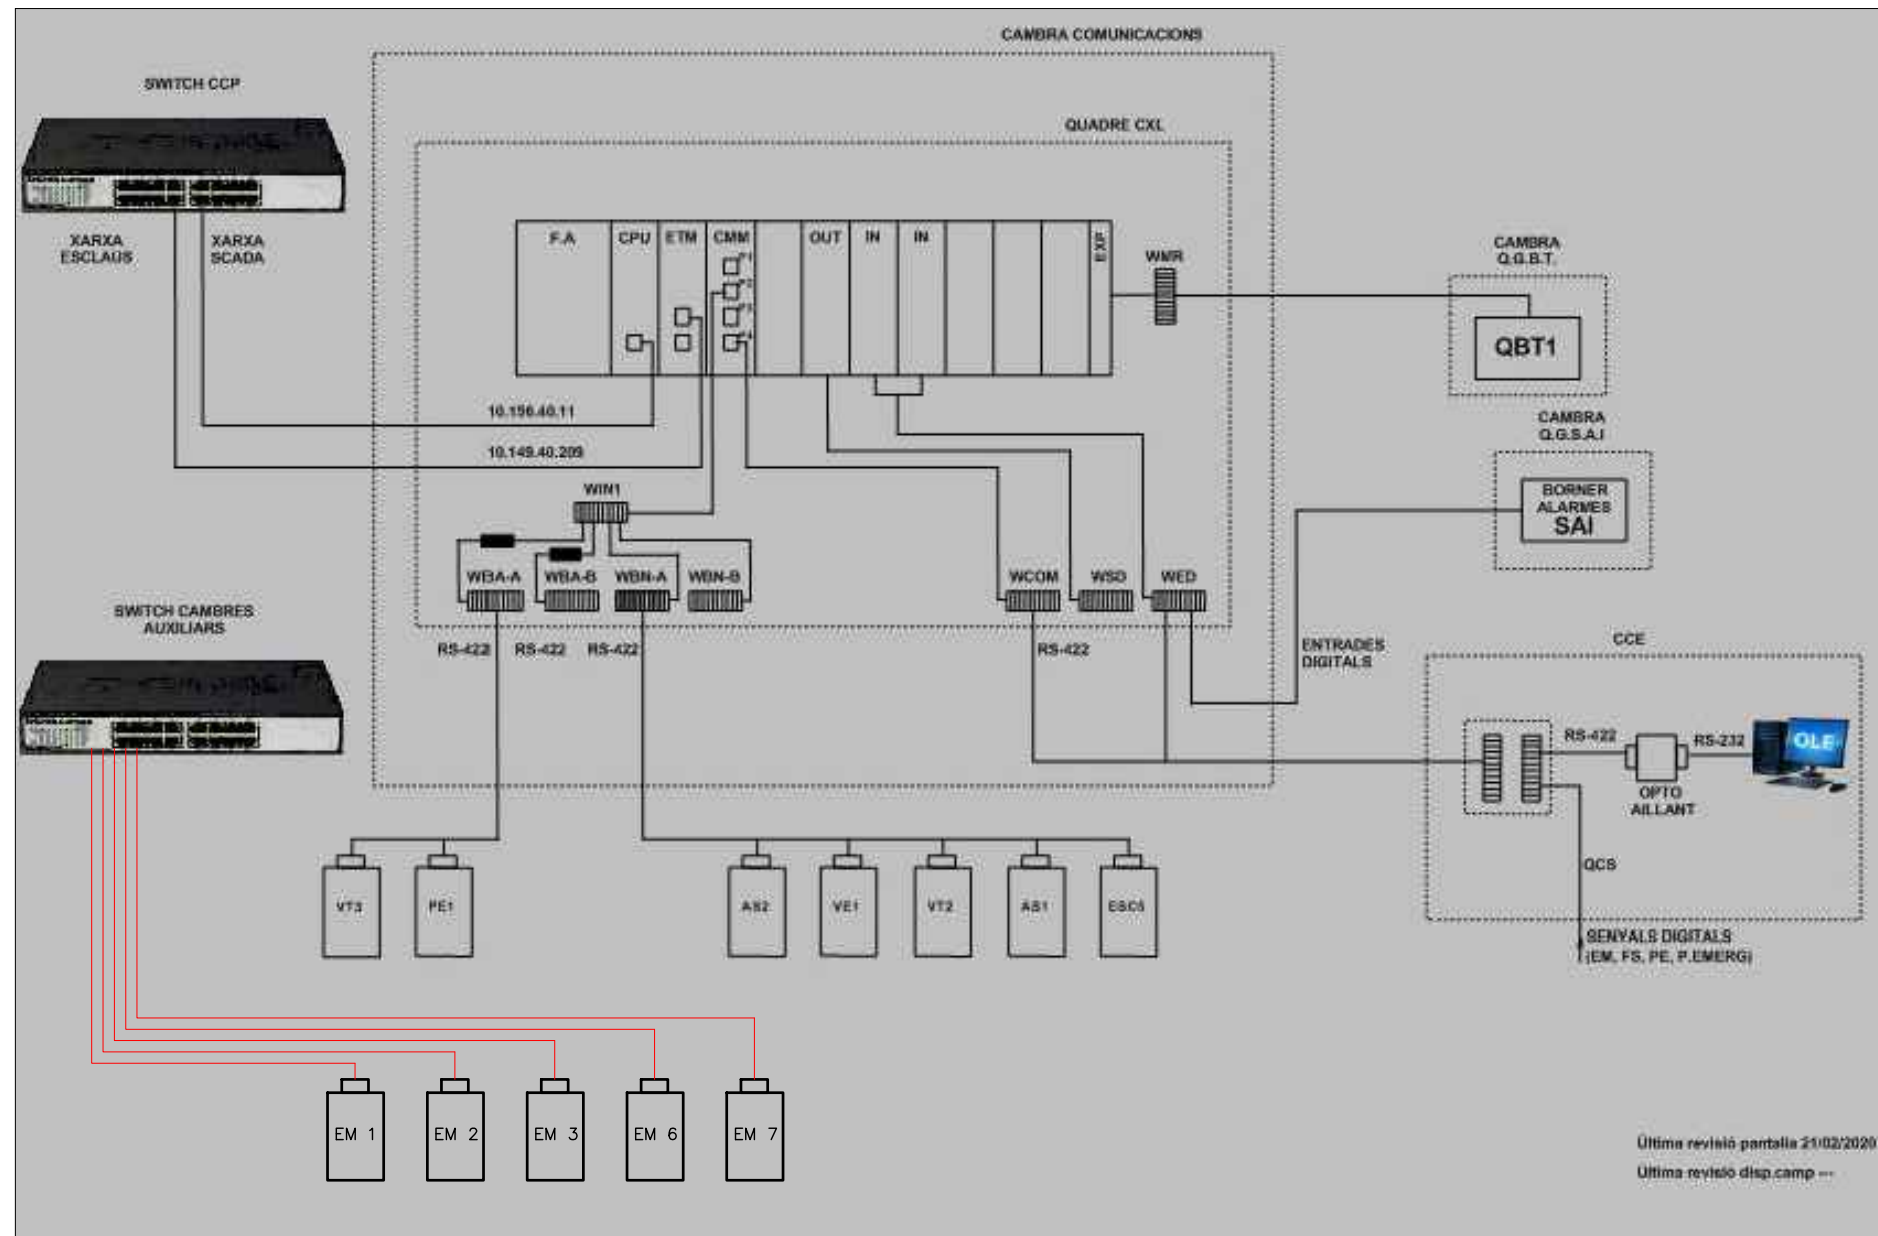 CAMBRA COMUNICACIONS
SWITCH CCP
QUADRE CXL
XARXA
ESCLAUS
XARXA
SCADA
F.A
CPU
ETM
CMM
OUT
IN
IN
EXP
WMR
CAMBRA
Q.G.B.T.
QBT1
10.156.40.11
10.149.40.209
CAMBRA
Q.G.S.A.I
BORNER
ALARMES
SAI
WIN1
WBA-A
WBA-B
WBN-A
WBN-B
WCOM
WSD
WED
SWITCH CAMBRES
AUXILIARS
RS-422
RS-422
RS-422
RS-422
ENTRADES
DIGITALS
CCE
RS-422
RS-232
OLE
OPTO
AILLANT
QCS
SENYALS DIGITALS
(EM, FS, PE, P.EMERG)
VT3
PE1
AS2
VE1
VT2
AS1
ESC5
EM 1
EM 2
EM 3
EM 6
EM 7
Última revisió pantalla 21/02/2020
Última revisió disp.camp ---